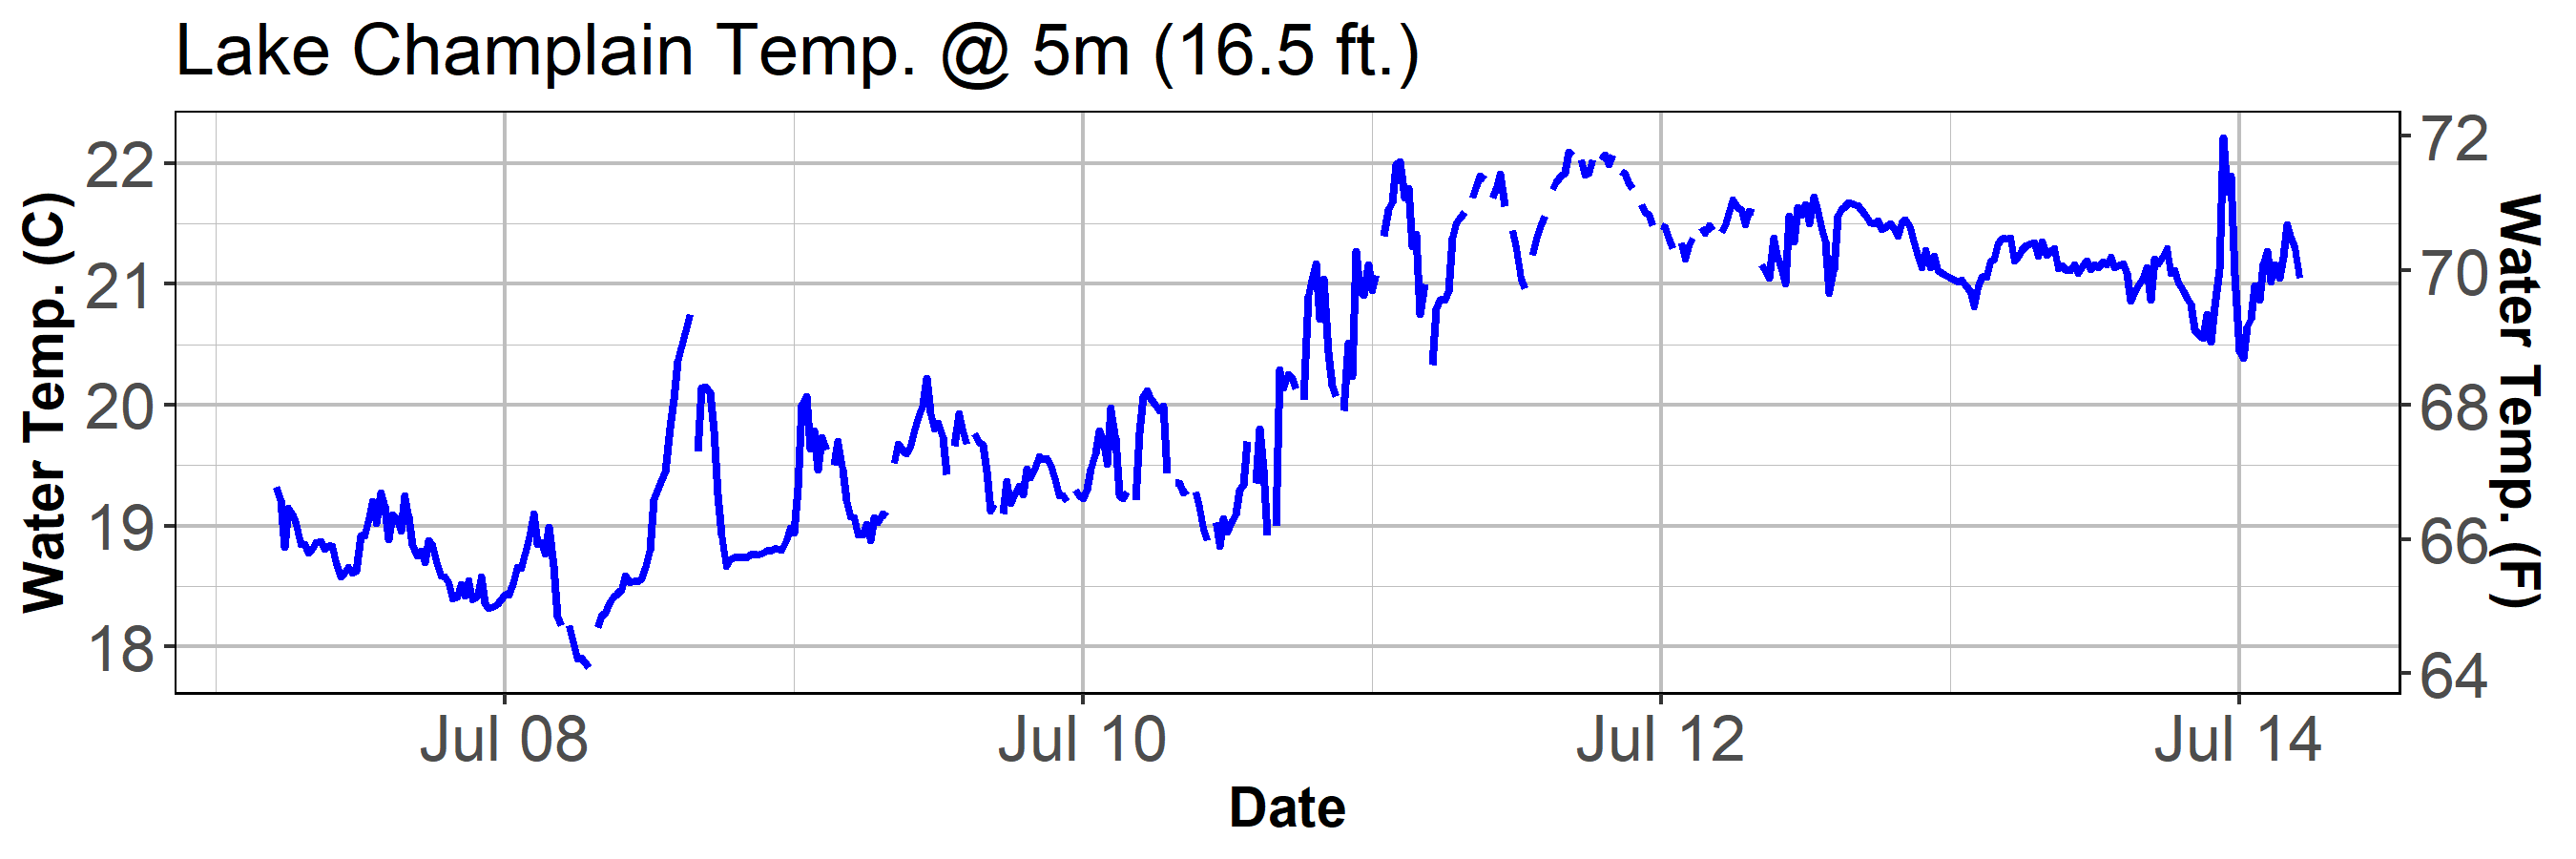 Lake Champlain Temp. @ 5m (16.5 ft.)
Water Temp. (C)
22
21
20
19
18
72
70
68
66
64
Water Temp. (F)
Jul 08
Jul 10
Jul 12
Jul 14
Date